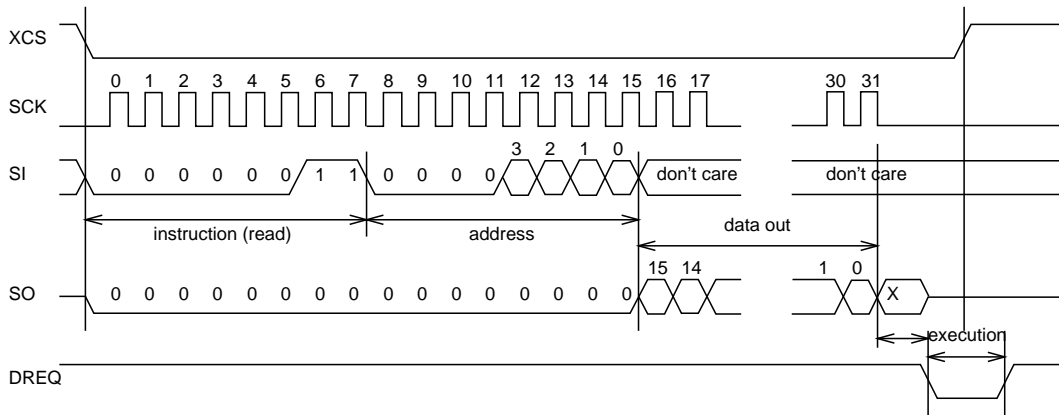 XCS
0 1 2 3 4 5 6 7 8 9 10 11 12 13 14 15 16 17 30 31
SCK
3 2 1 0
SI 0 0 0 0 0 0 1 1 0 0 0 0 don't care don't care
instruction (read) address data out
15 14 1 0
SO 0 0 0 0 0 0 0 0 0 0 0 0 0 0 0 0 X
execution
DREQ